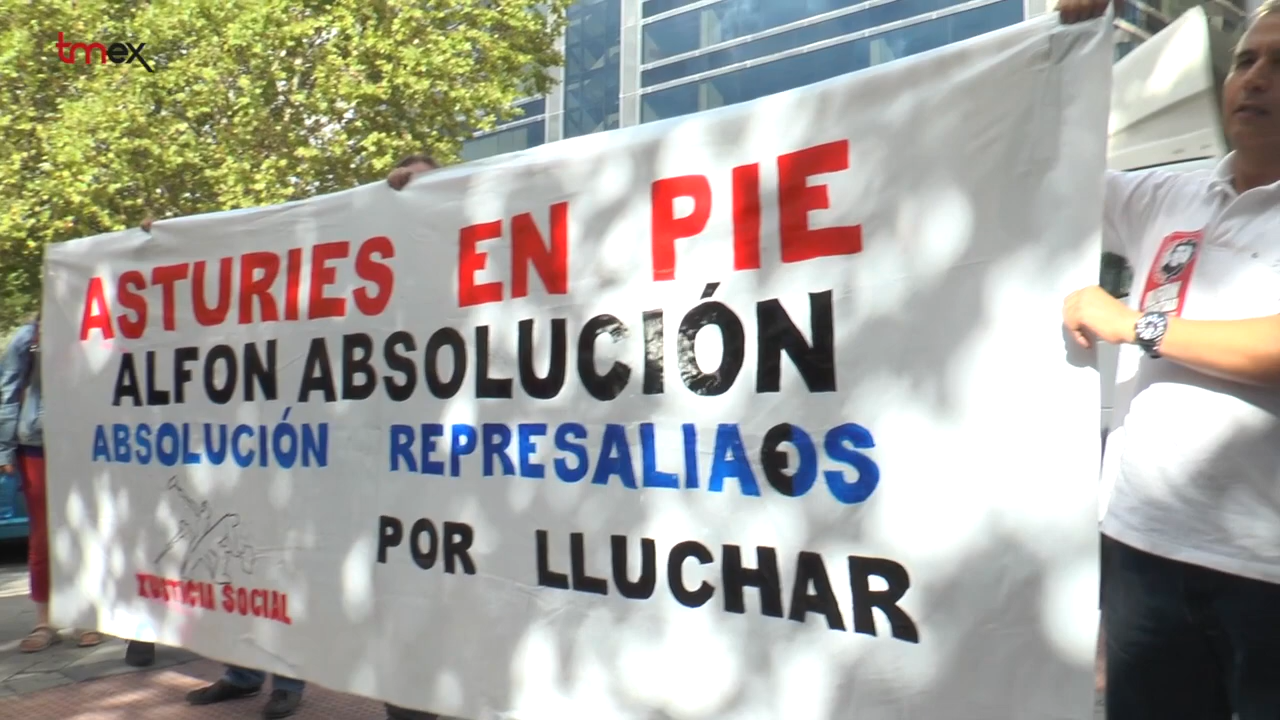 tmex
ASTURIES EN PIE
ALFON ABSOLUCIÓN
ABSOLUCIÓN REPRESALIAOS
POR LLUCHAR
XUSTICIA SOCIAL